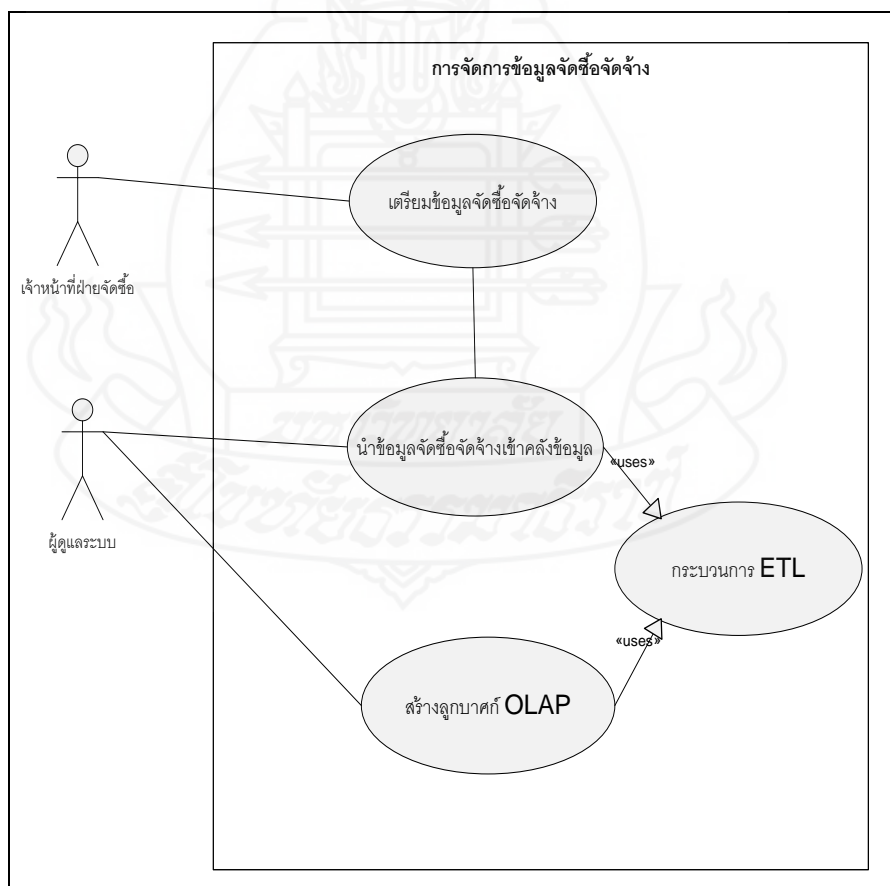 การจัดการข้อมูลจัดซื้อจัดจ้าง
เตรียมข้อมูลจัดซื้อจัดจ้าง
เจ้าหน้าที่ฝ่ายจัดซื้อ
นำข้อมูลจัดซื้อจัดจ้างเข้าคลังข้อมูล
«uses»
ผู้ดูแลระบบ
กระบวนการ ETL
«uses»
สร้างลูกบาศก์ OLAP